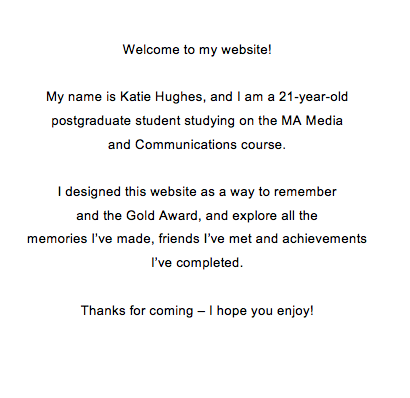 Welcome to my website!
My name is Katie Hughes, and I am a 21-year-old
postgraduate student studying on the MA Media
and Communications course.
I designed this website as a way to remember
and the Gold Award, and explore all the
memories I've made, friends I've met and achievements
I've completed.
Thanks for coming – I hope you enjoy!